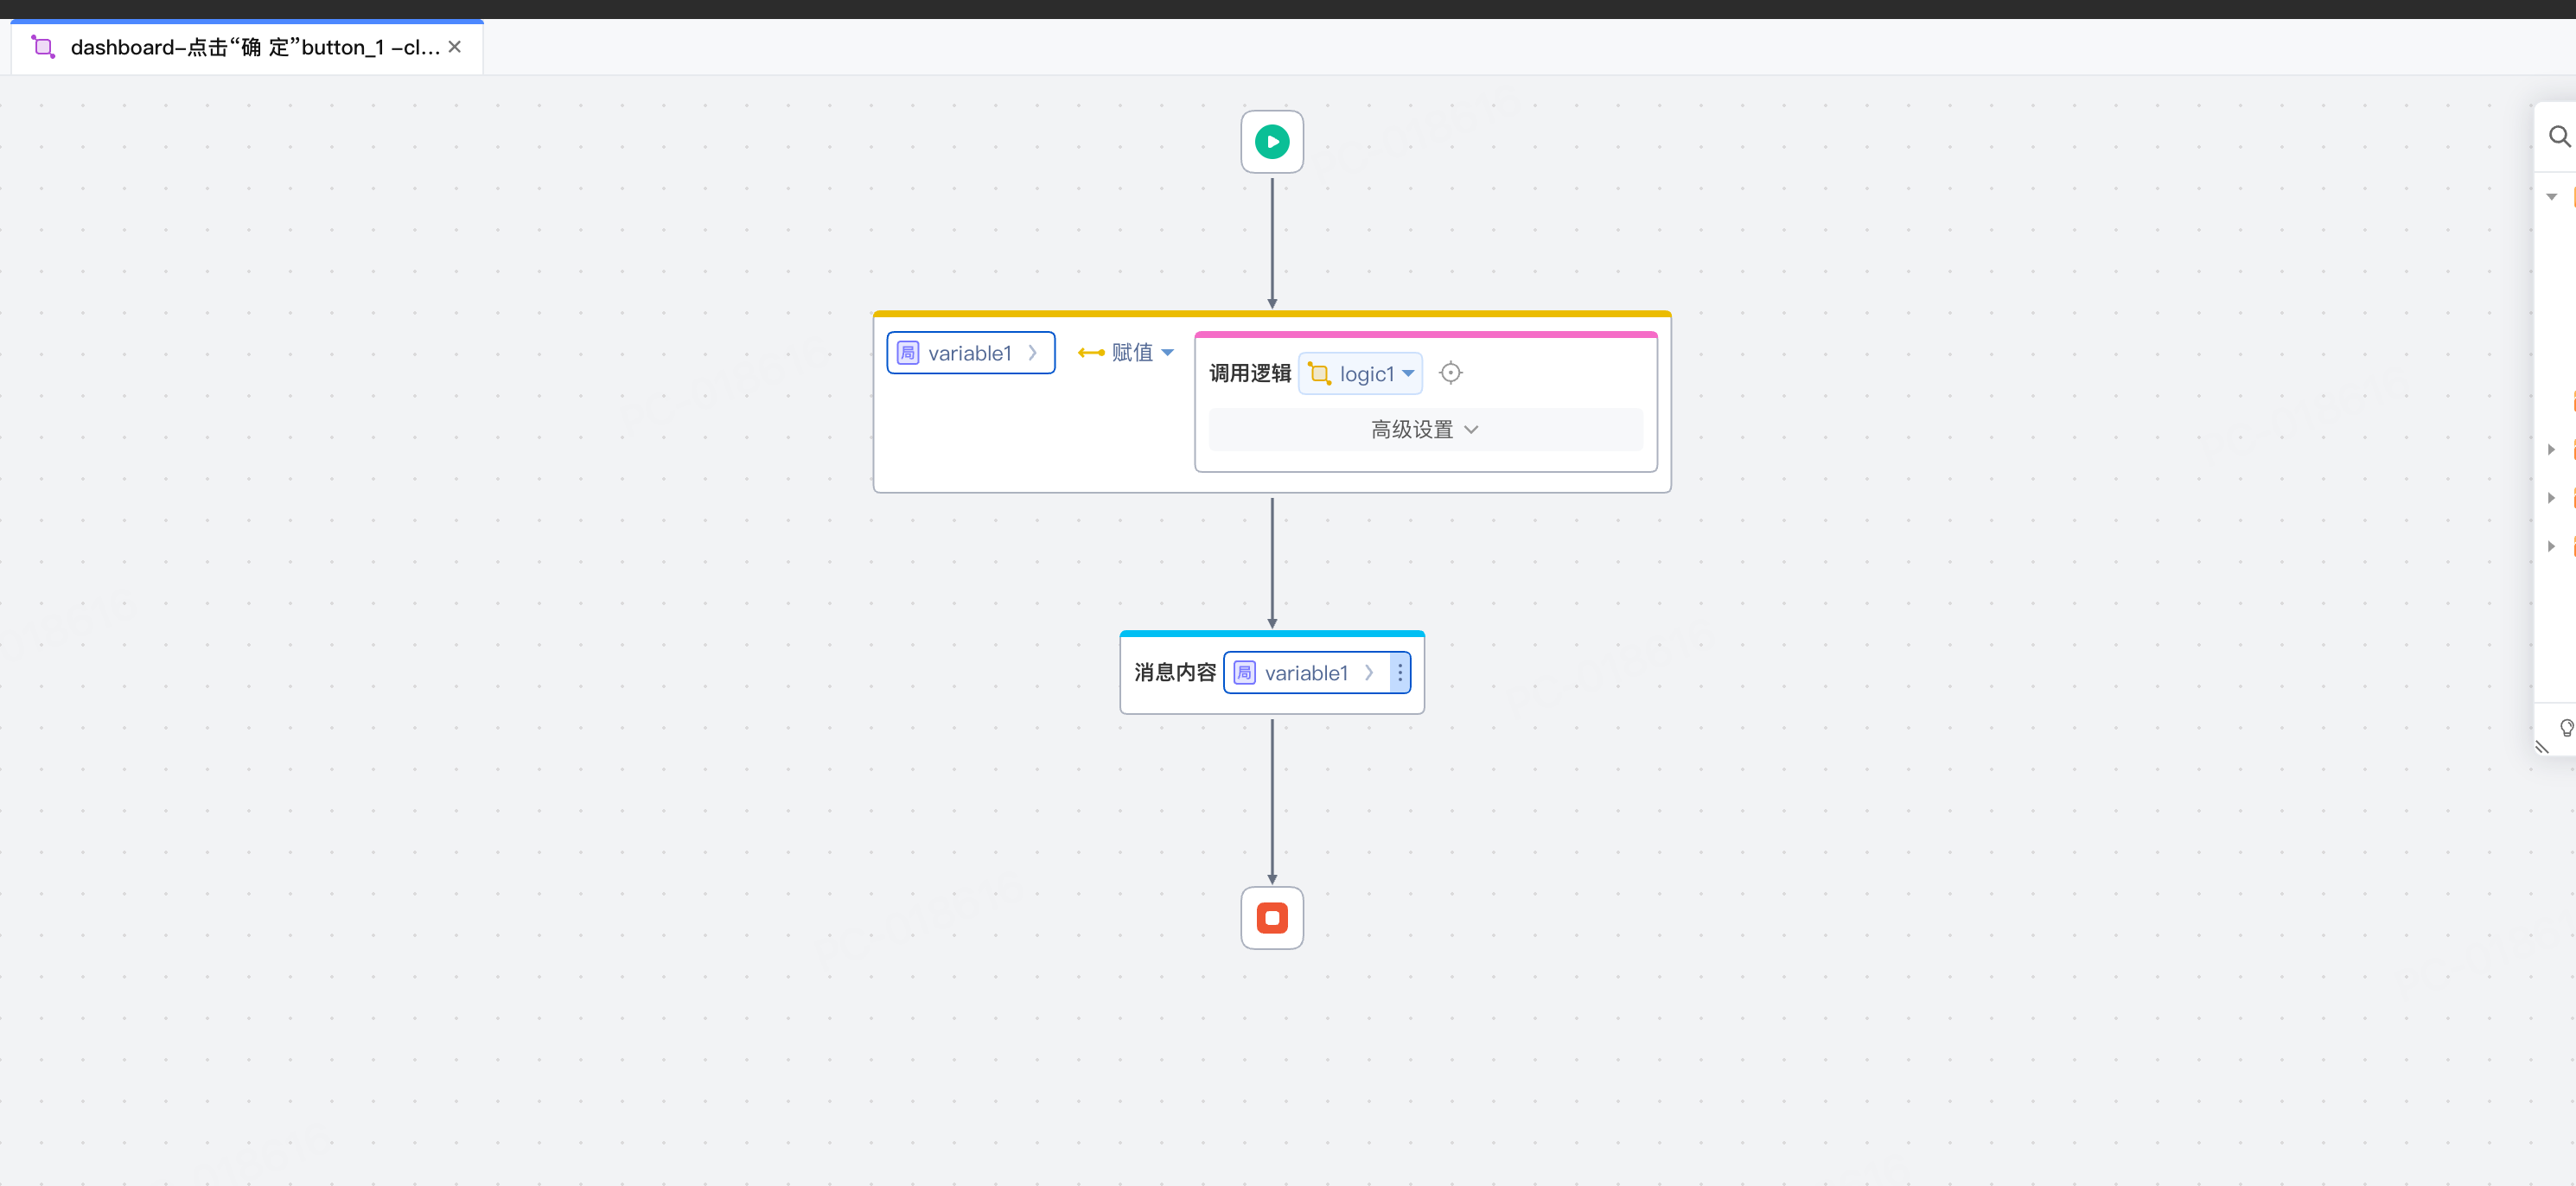 dashboard-点击“确 定”button_1 -cl...
局 variable1 赋值
调用逻辑 logic1
高级设置
消息内容 局 variable1